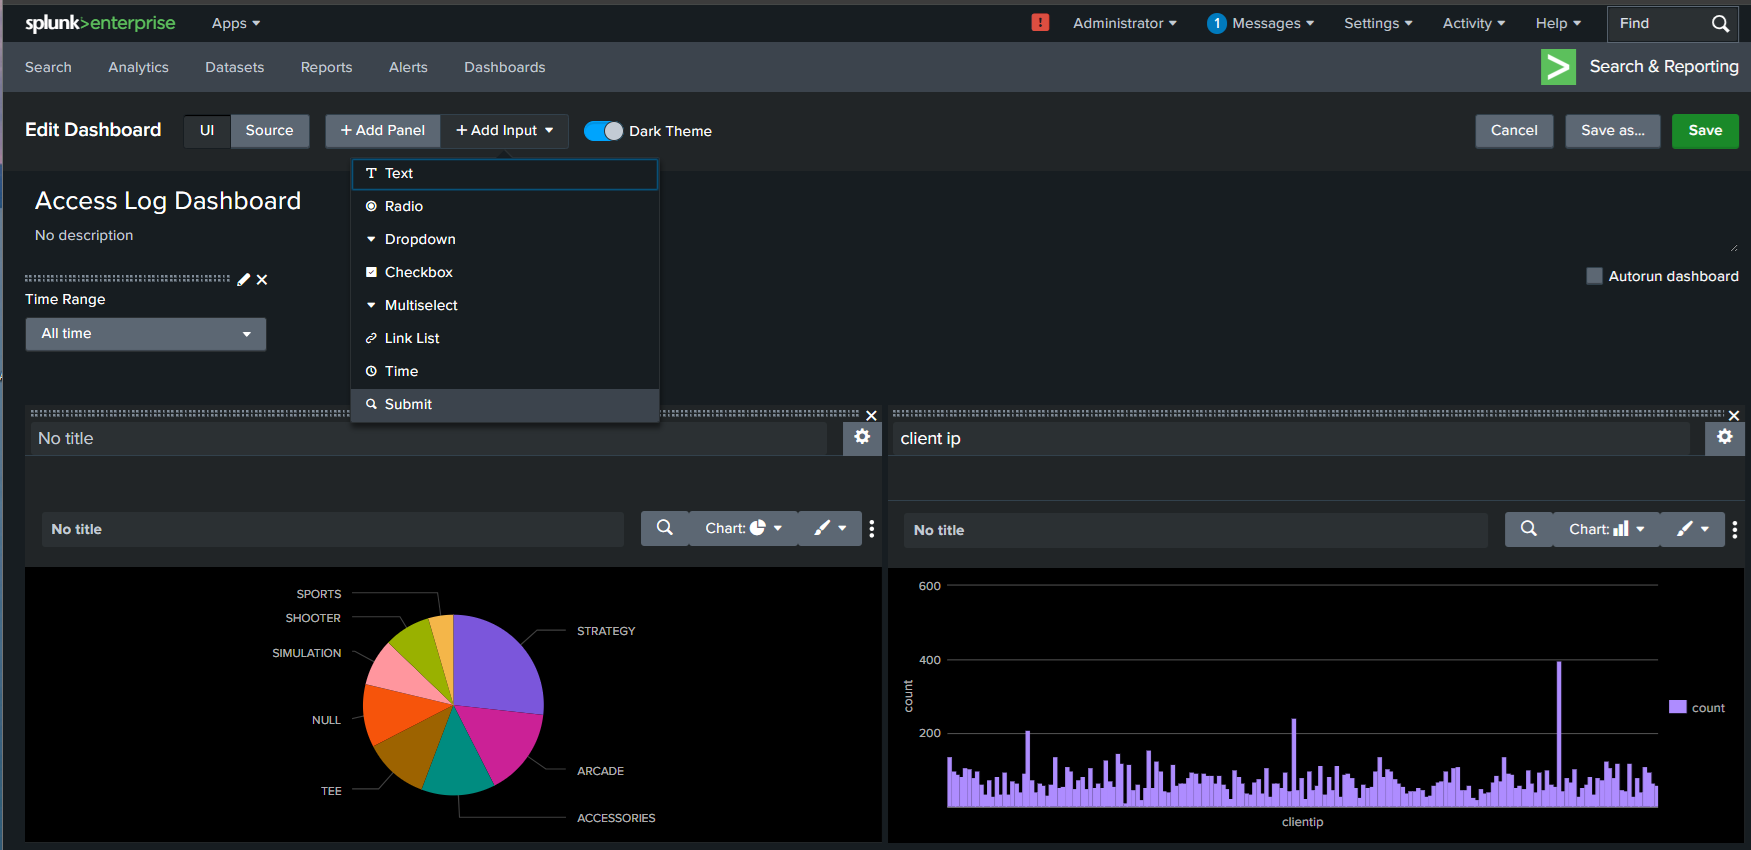 splunk>enterprise Apps ! Administrator 1 Messages Settings Activity Help Find
Search Analytics Datasets Reports Alerts Dashboards Search & Reporting
Edit Dashboard UI Source + Add Panel + Add Input Dark Theme Cancel Save as... Save
Text
Radio
Dropdown
Checkbox
Multiselect
Link List
Time
Submit
Access Log Dashboard
No description
Autorun dashboard
Time Range
All time
No title
No title
Chart:
SPORTS
SHOOTER
SIMULATION
NULL
TEE
STRATEGY
ARCADE
ACCESSORIES
client ip
No title
Chart:
600
400
200
count
clientip
count